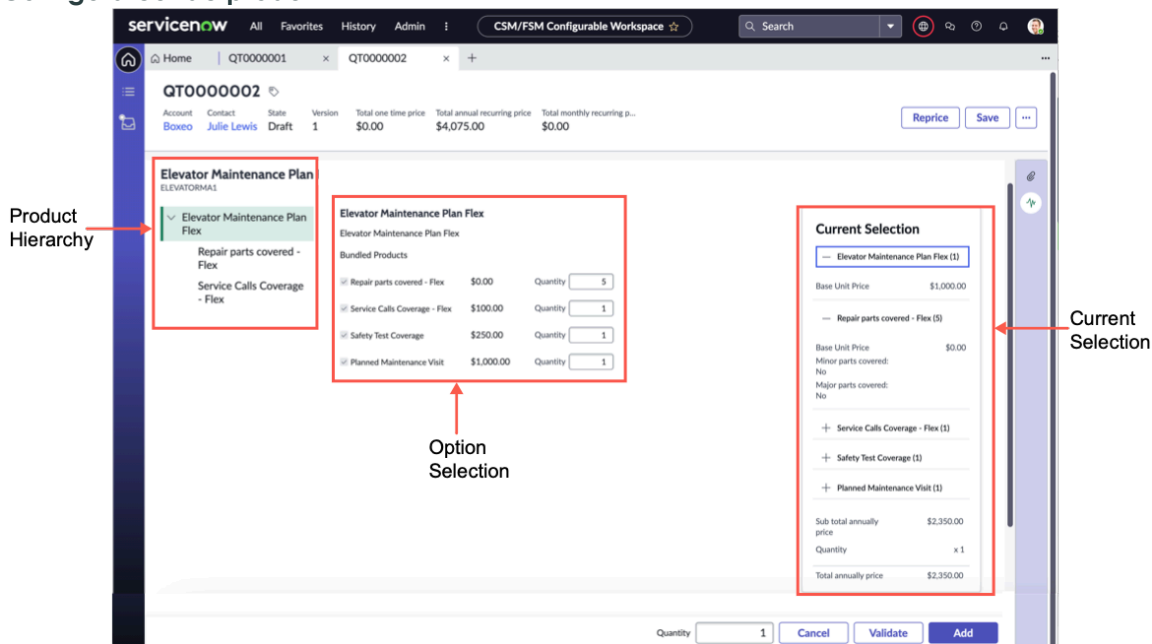 servicenow All Favorites History Admin CSM/FSM Configurable Workspace Search
Home QT0000001 × QT0000002 × +
QT0000002
Account Contact State Version Total one time price Total annual recurring price Total monthly recurring p...
Boxeo Julie Lewis Draft 1 $0.00 $4,075.00 $0.00
Reprice Save ...
Elevator Maintenance Plan
ELEVATORMA1
Elevator Maintenance Plan
Flex
Repair parts covered -
Flex
Service Calls Coverage
- Flex
Product
Hierarchy
Elevator Maintenance Plan Flex
Elevator Maintenance Plan Flex
Bundled Products
Repair parts covered - Flex $0.00 Quantity 5
Service Calls Coverage - Flex $100.00 Quantity 1
Safety Test Coverage $250.00 Quantity 1
Planned Maintenance Visit $1,000.00 Quantity 1
Option
Selection
Current Selection
— Elevator Maintenance Plan Flex (1)
Base Unit Price $1,000.00
— Repair parts covered - Flex (5)
Base Unit Price $0.00
Minor parts covered:
No
Major parts covered:
No
+ Service Calls Coverage - Flex (1)
+ Safety Test Coverage (1)
+ Planned Maintenance Visit (1)
Sub total annually $2,350.00
price
Quantity x 1
Total annually price $2,350.00
Current
Selection
Quantity 1 Cancel Validate Add